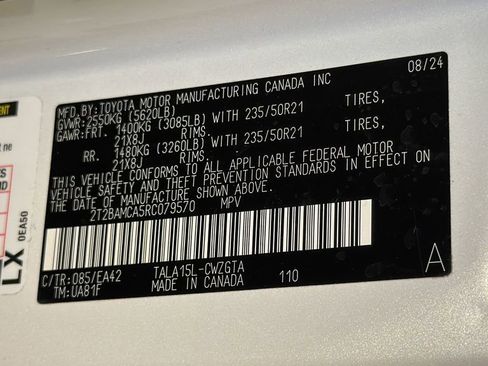 MFD.BY:TOYOTA MOTOR MANUFACTURING CANADA INC 08/24
GVWR:2550KG (5620LB)
GAWR:FRT. 1400KG (3085LB) WITH 235/50R21 TIRES,
21X8J RIMS.
RR. 1480KG (3260LB) WITH 235/50R21 TIRES,
21X8J RIMS.
THIS VEHICLE CONFORMS TO ALL APPLICABLE FEDERAL MOTOR
VEHICLE SAFETY AND THEFT PREVENTION STANDARDS IN EFFECT ON
THE DATE OF MANUFACTURE SHOWN ABOVE.
2T2BAMCA5RC079570 MPV
C/TR:085/EA42 TALA15L-CWZGTA
TM:UA81F MADE IN CANADA 110 A
LX
0EA50